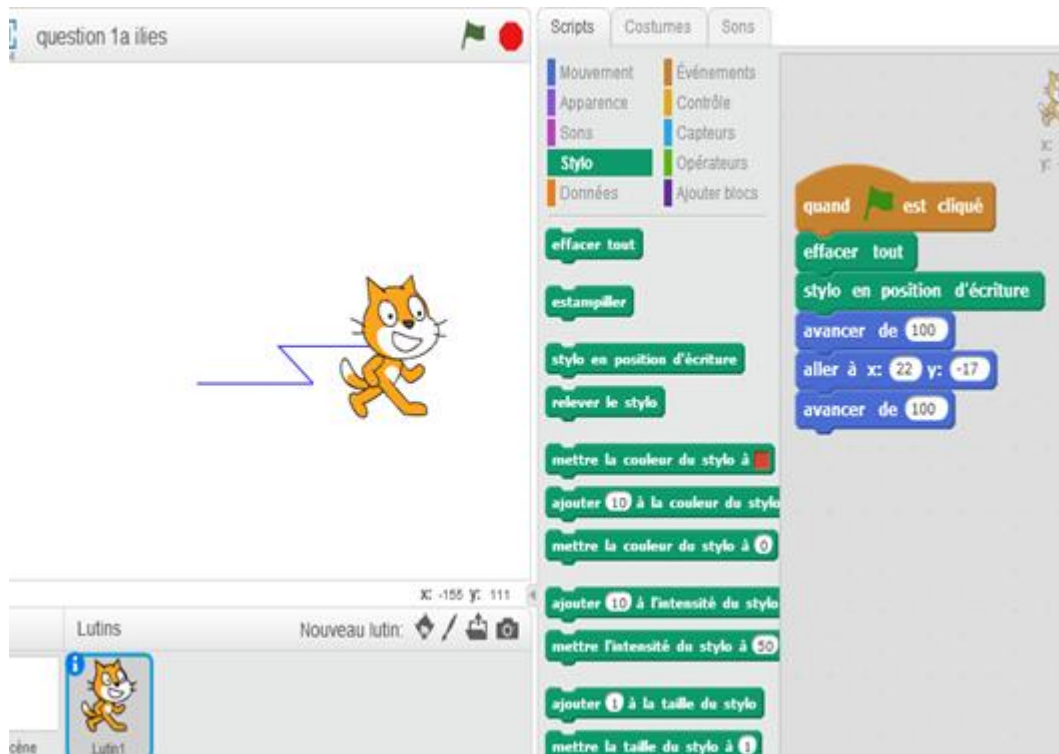 question 1a ilies
x: -155 y: 111
Lutins
Nouveau lutin:
Lutin1
Scripts Costumes Sons
Mouvement Événements
Apparence Contrôle
Sons Capteurs
Stylo Opérateurs
Données Ajouter blocs
effacer tout
estampiller
stylo en position d'écriture
relever le stylo
mettre la couleur du stylo à
ajouter 10 à la couleur du stylo
mettre la couleur du stylo à 0
ajouter 10 à l'intensité du stylo
mettre l'intensité du stylo à 50
ajouter 1 à la taille du stylo
mettre la taille du stylo à 1
x:
y:
quand est cliqué
effacer tout
stylo en position d'écriture
avancer de 100
aller à x: 22 y: -17
avancer de 100